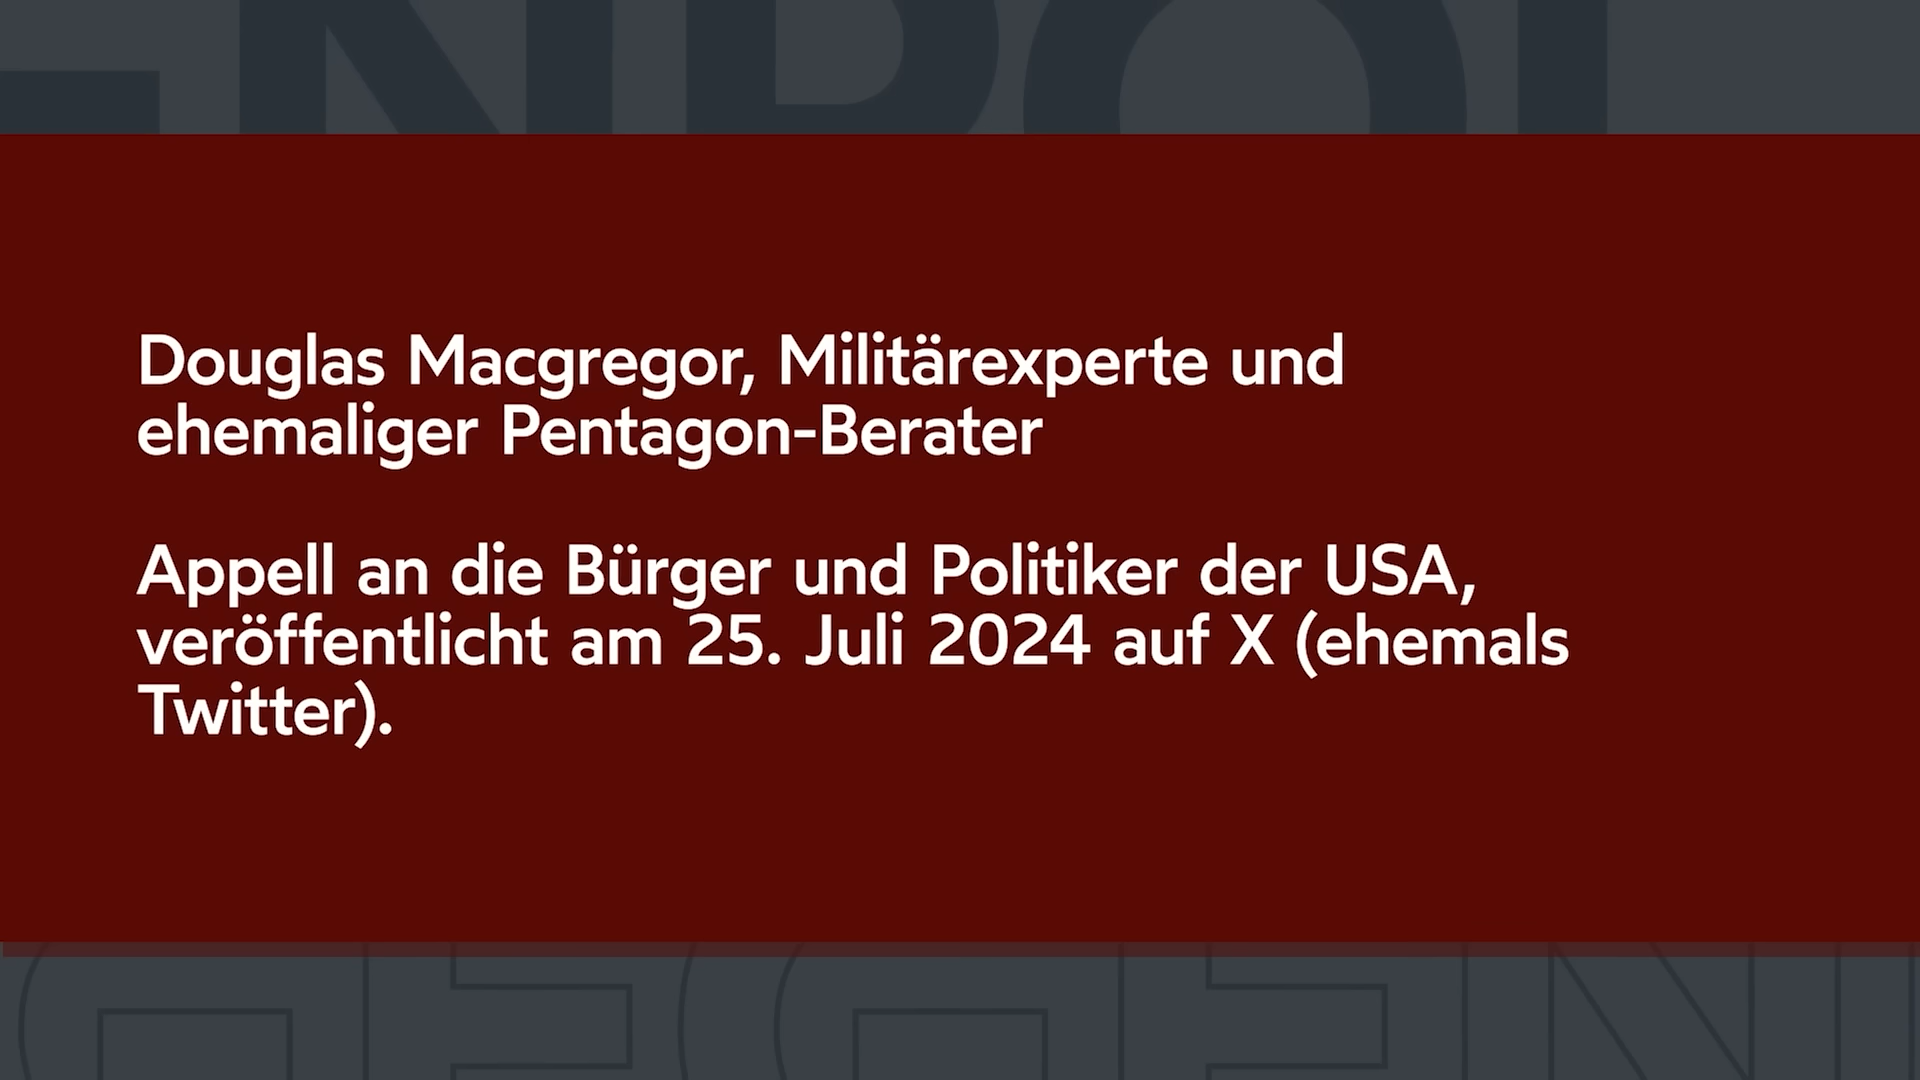 Douglas Macgregor, Militärexperte und
ehemaliger Pentagon-Berater
Appell an die Bürger und Politiker der USA,
veröffentlicht am 25. Juli 2024 auf X (ehemals
Twitter).